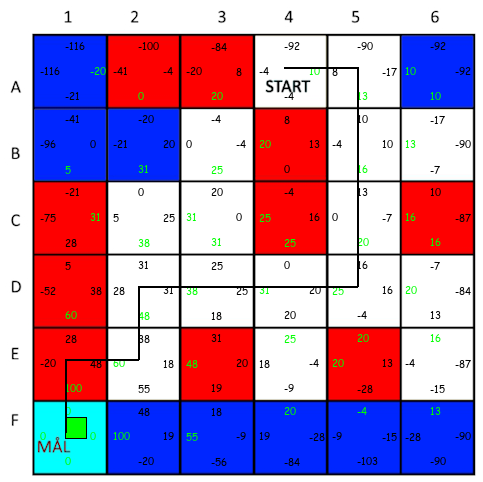 1 2 3 4 5 6
-116 -100 -84 -92 -90 -92
A -116 -20 -41 -4 -20 8 -4 10 8 -17 10 -92
START
-21 0 20 -4 13 10
-41 -20 -4 8 10 -17
B -96 0 -21 20 0 -4 20 13 -4 10 13 -90
5 31 25 0 16 -7
-21 0 20 -4 13 10
C -75 31 5 25 31 0 25 16 0 -7 16 -87
28 38 31 25 20 16
5 31 25 0 16 -7
D -52 38 28 31 38 25 31 20 25 16 20 -84
60 48 18 20 -4 13
28 38 31 25 20 16
E -20 48 60 18 48 20 18 -4 20 13 -4 -87
100 55 19 -9 -28 -15
0 48 18 20 -4 13
F 0 0 100 19 55 -9 19 -28 -9 -15 -28 -90
MÅL
0 -20 -56 -84 -103 -90